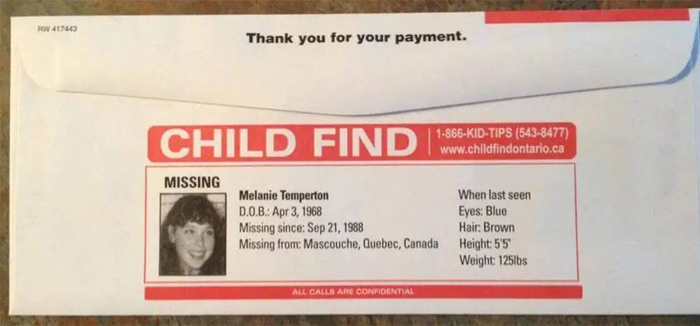 RW 417443
Thank you for your payment.
CHILD FIND
1-866-KID-TIPS (543-8477)
www.childfindontario.ca
MISSING
Melanie Temperton
D.O.B.: Apr 3, 1968
Missing since: Sep 21, 1988
Missing from: Mascouche, Quebec, Canada
When last seen
Eyes: Blue
Hair: Brown
Height: 5'5"
Weight: 125lbs
ALL CALLS ARE CONFIDENTIAL